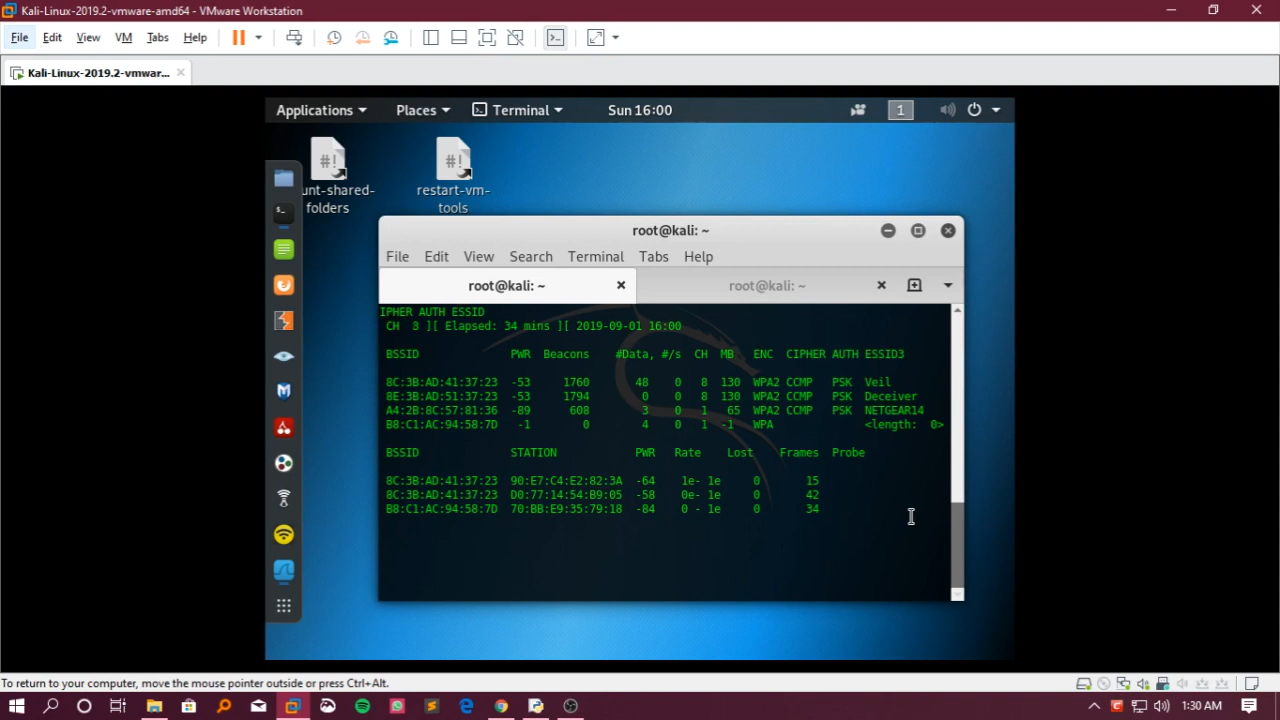 Kali-Linux-2019.2-vmware-amd64 - VMware Workstation
File Edit View VM Tabs Help
Kali-Linux-2019.2-vmwar...
Applications Places Terminal Sun 16:00 1
unt-shared-
folders
restart-vm-
tools
root@kali: ~
File Edit View Search Terminal Tabs Help
root@kali: ~ root@kali: ~
IPHER AUTH ESSID
CH 3 ][ Elapsed: 34 mins ][ 2019-09-01 16:00
BSSID PWR Beacons #Data, #/s CH MB ENC CIPHER AUTH ESSID3
8C:3B:AD:41:37:23 -53 1760 48 0 8 130 WPA2 CCMP PSK Veil
8E:3B:AD:51:37:23 -53 1794 0 0 8 130 WPA2 CCMP PSK Deceiver
A4:2B:8C:57:81:36 -89 608 3 0 1 65 WPA2 CCMP PSK NETGEAR14
B8:C1:AC:94:58:7D -1 0 4 0 1 -1 WPA <length: 0>
BSSID STATION PWR Rate Lost Frames Probe
8C:3B:AD:41:37:23 90:E7:C4:E2:82:3A -64 1e- 1e 0 15
8C:3B:AD:41:37:23 D0:77:14:54:B9:05 -58 0e- 1e 0 42
B8:C1:AC:94:58:7D 70:BB:E9:35:79:18 -84 0 - 1e 0 34
To return to your computer, move the mouse pointer outside or press Ctrl+Alt.
1:30 AM